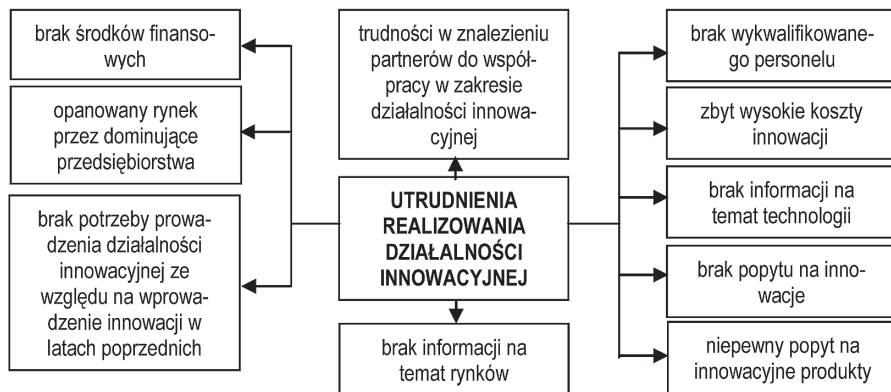 brak środków finanso-
wych
opanowany rynek
przez dominujące
przedsiębiorstwa
brak potrzeby prowa-
dzenia działalności
innowacyjnej ze
względu na wprowa-
dzenie innowacji w
latach poprzednich
trudności w znalezieniu
partnerów do współ-
pracy w zakresie
działalności innowa-
cyjnej
UTRUDNIENIA
REALIZOWANIA
DZIAŁALNOŚCI
INNOWACYJNEJ
brak informacji na
temat rynków
brak wykwalifikowane-
go personelu
zbyt wysokie koszty
innowacji
brak informacji na
temat technologii
brak popytu na inno-
wacje
niepewny popyt na
innowacyjne produkty